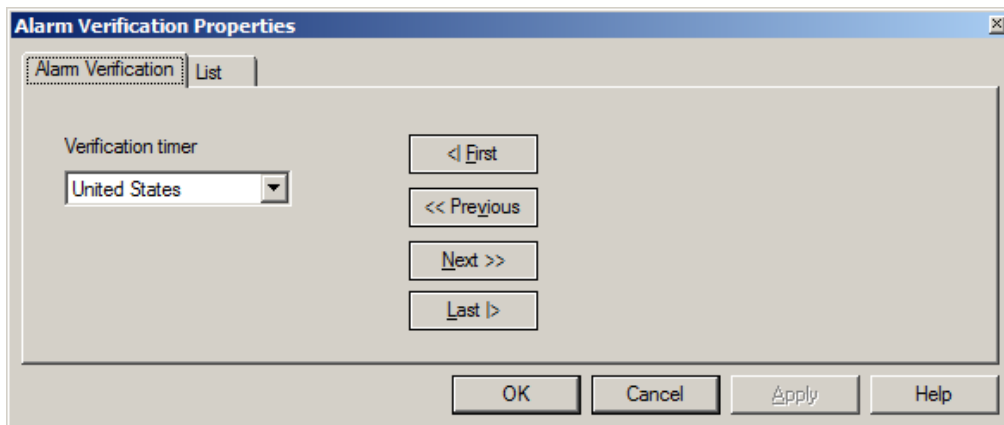 Alarm Verification Properties
Alarm Verification
List
Verification timer
United States
<| First
<< Previous
Next >>
Last |>
OK
Cancel
Apply
Help